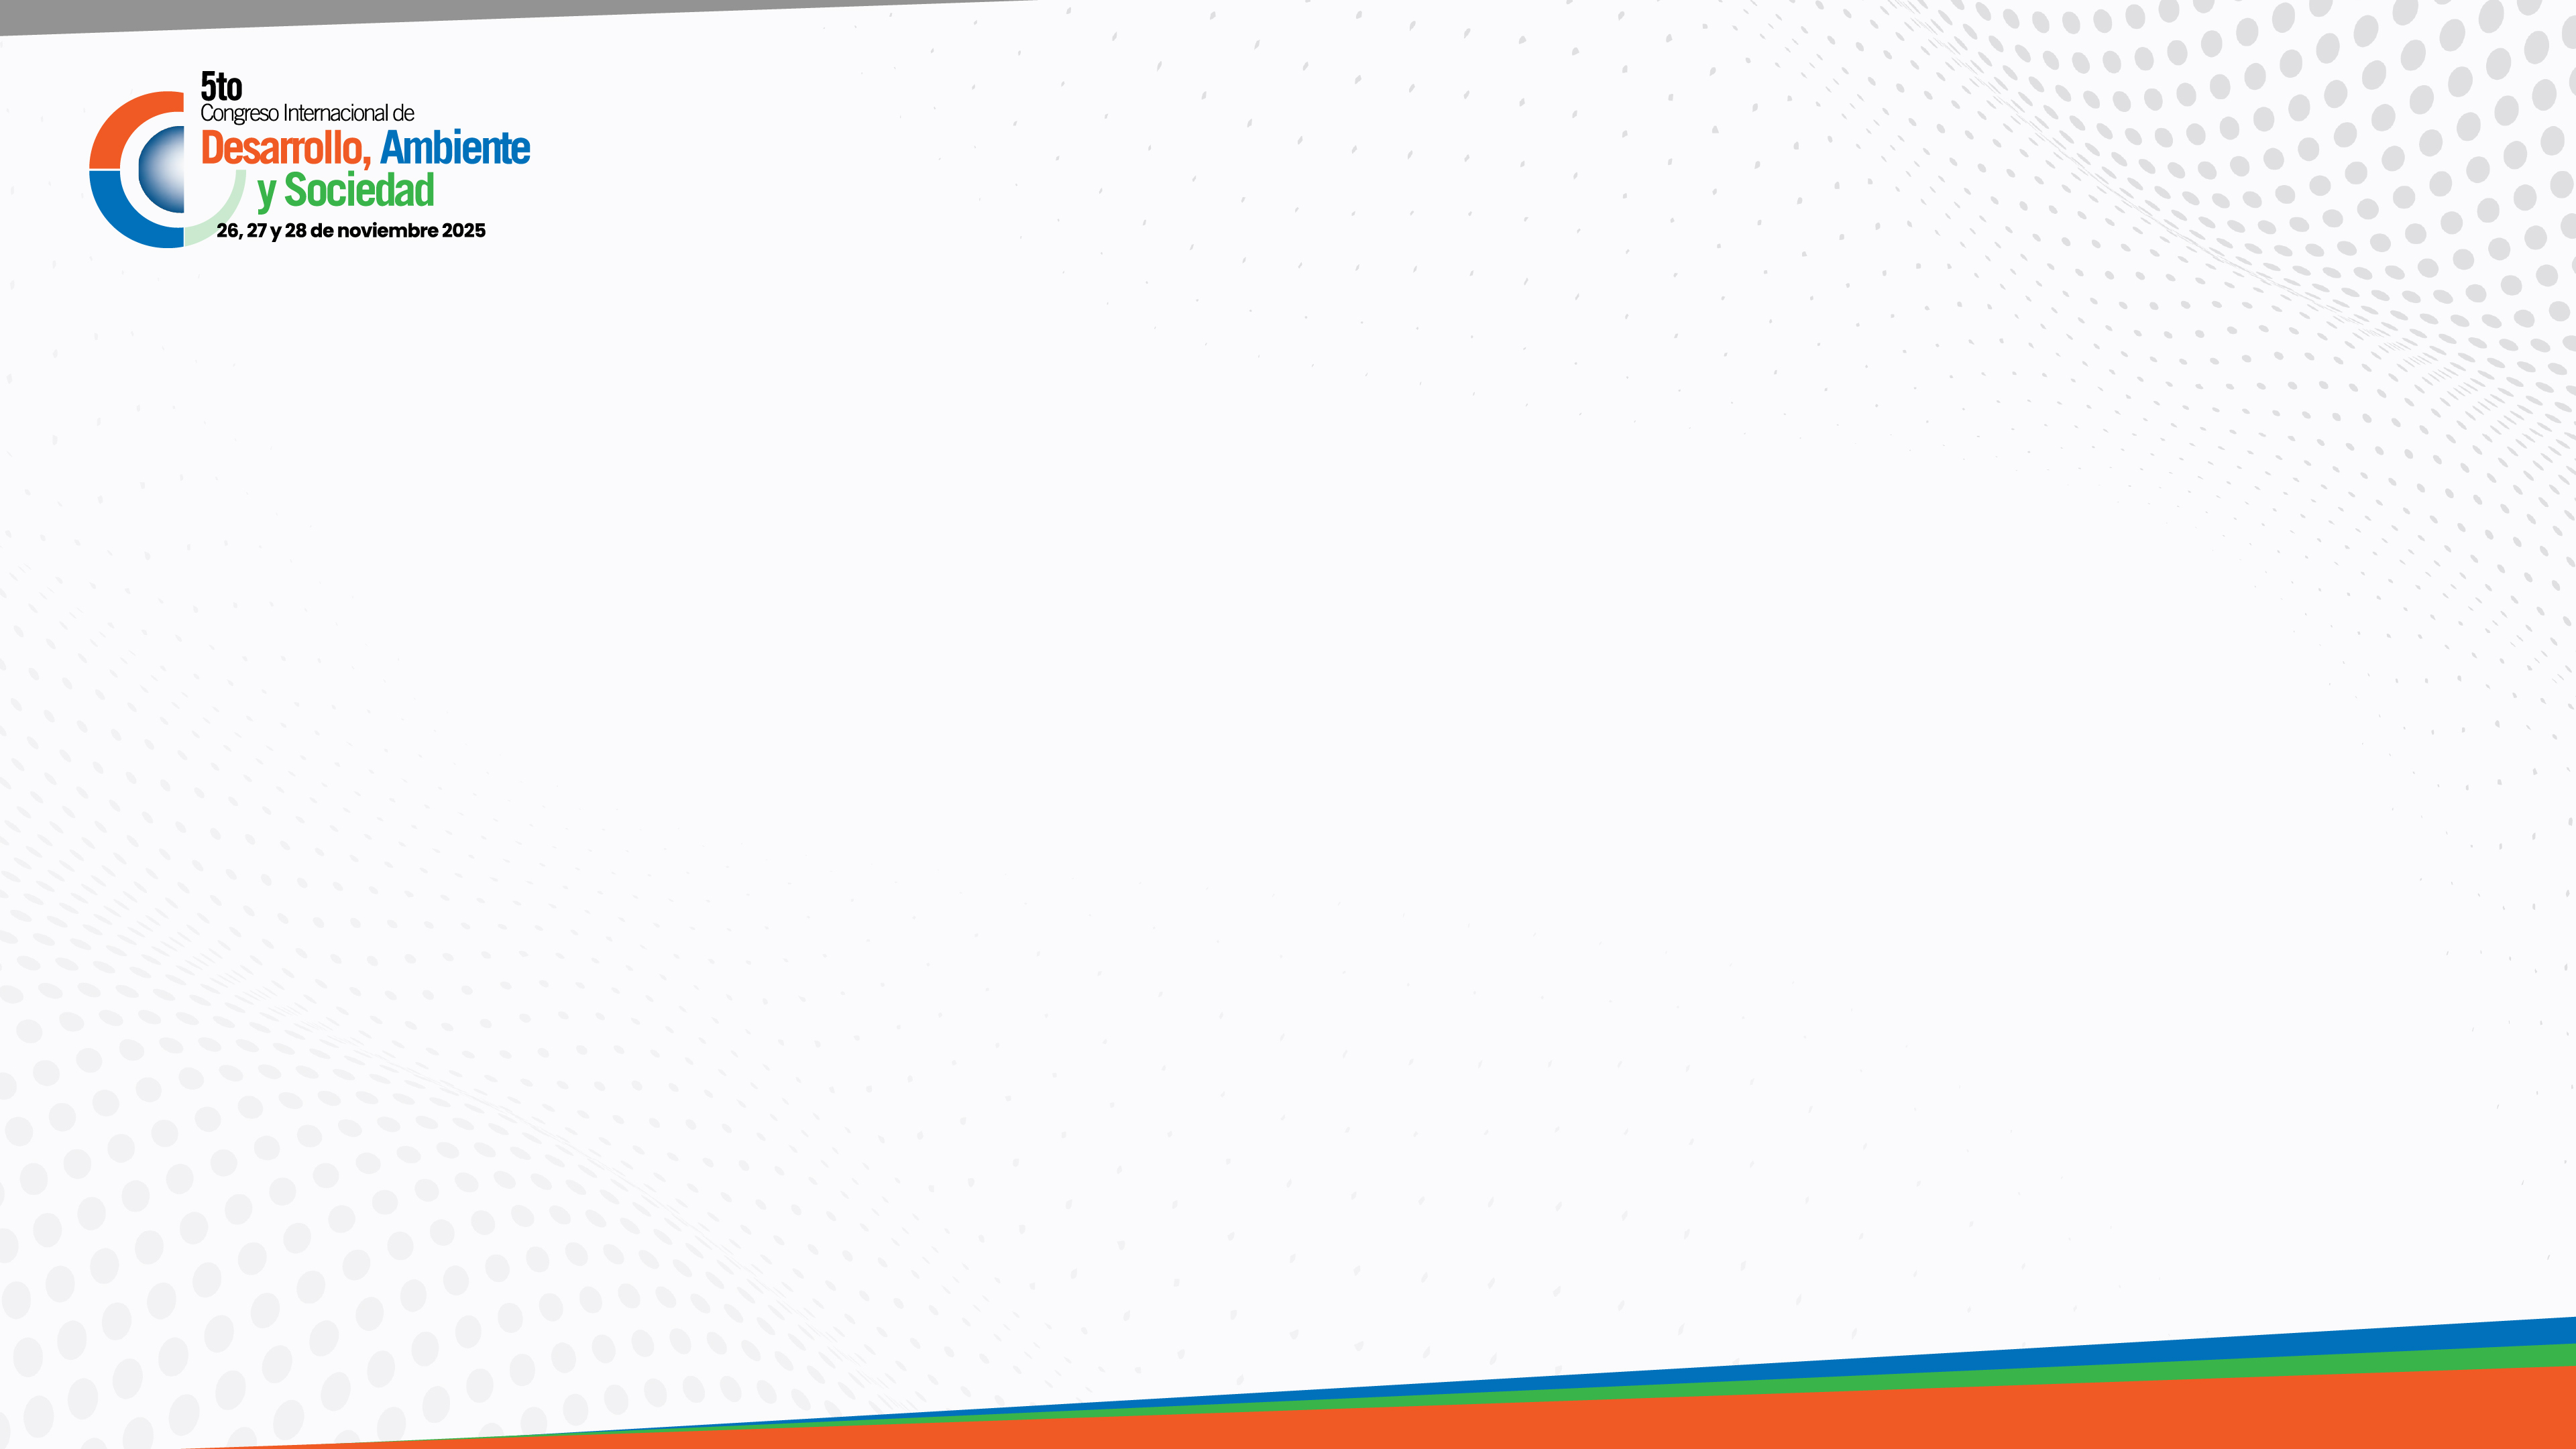 5to
Congreso Internacional de
Desarrollo, Ambiente
y Sociedad
26, 27 y 28 de noviembre 2025